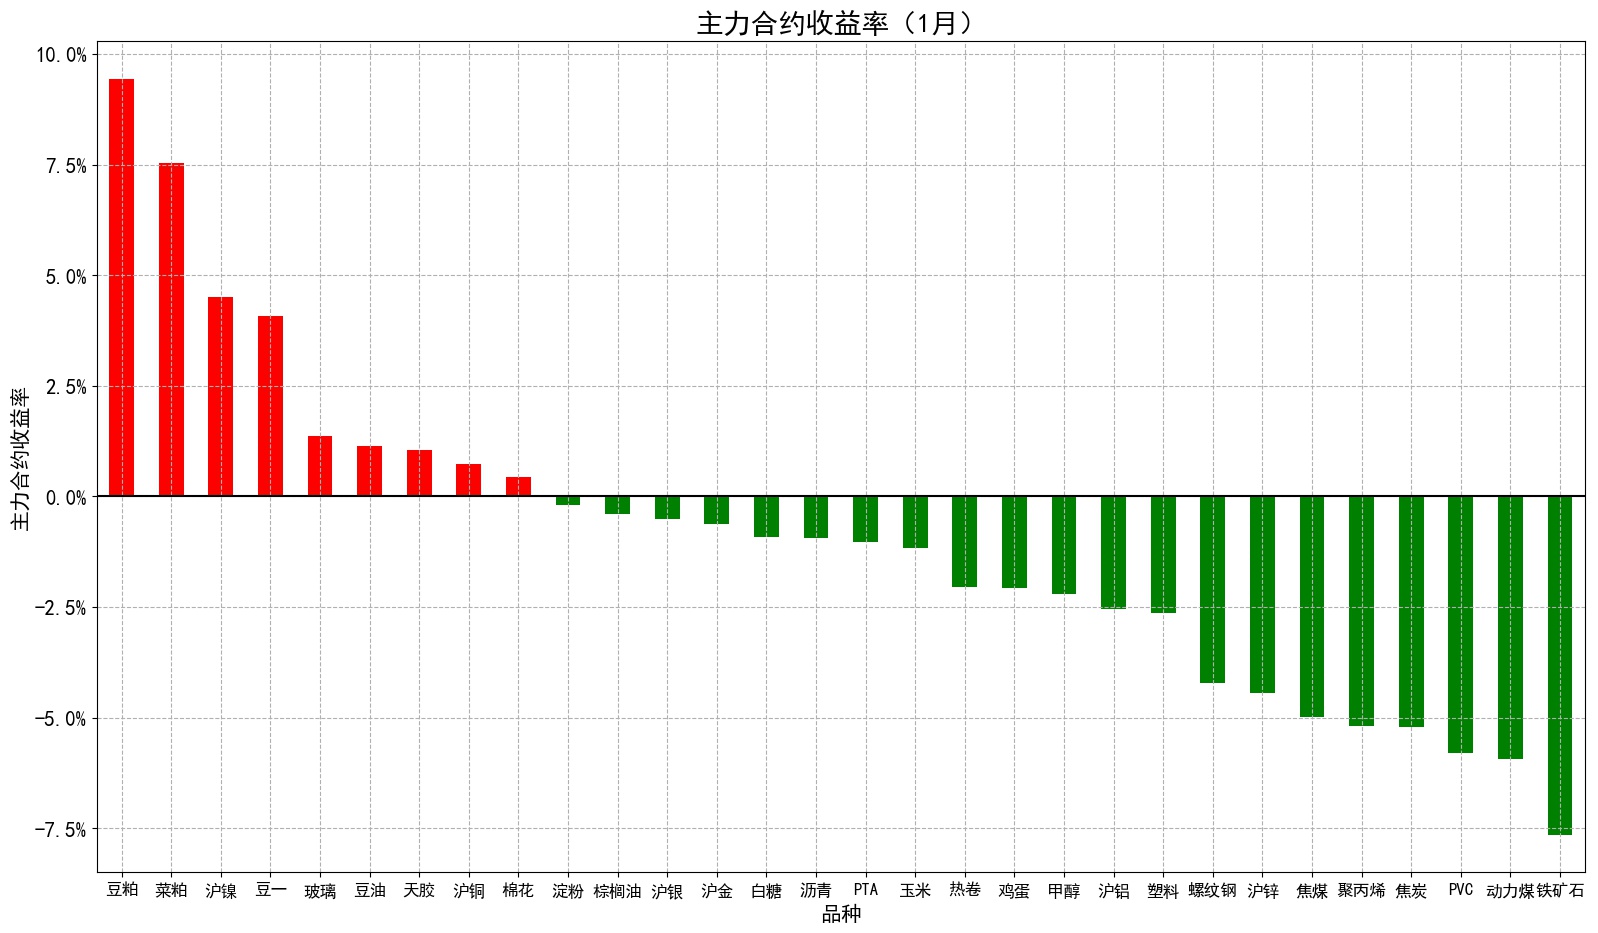 主力合约收益率（1月）
10.0%
7.5%
5.0%
2.5%
0.0%
−2.5%
−5.0%
−7.5%
主力合约收益率
豆粕 菜粕 沪镍 豆一 玻璃 豆油 天胶 沪铜 棉花 淀粉 棕榈油 沪银 沪金 白糖 沥青 PTA 玉米 热卷 鸡蛋 甲醇 沪铝 塑料 螺纹钢 沪锌 焦煤 聚丙烯 焦炭 PVC 动力煤 铁矿石
品种